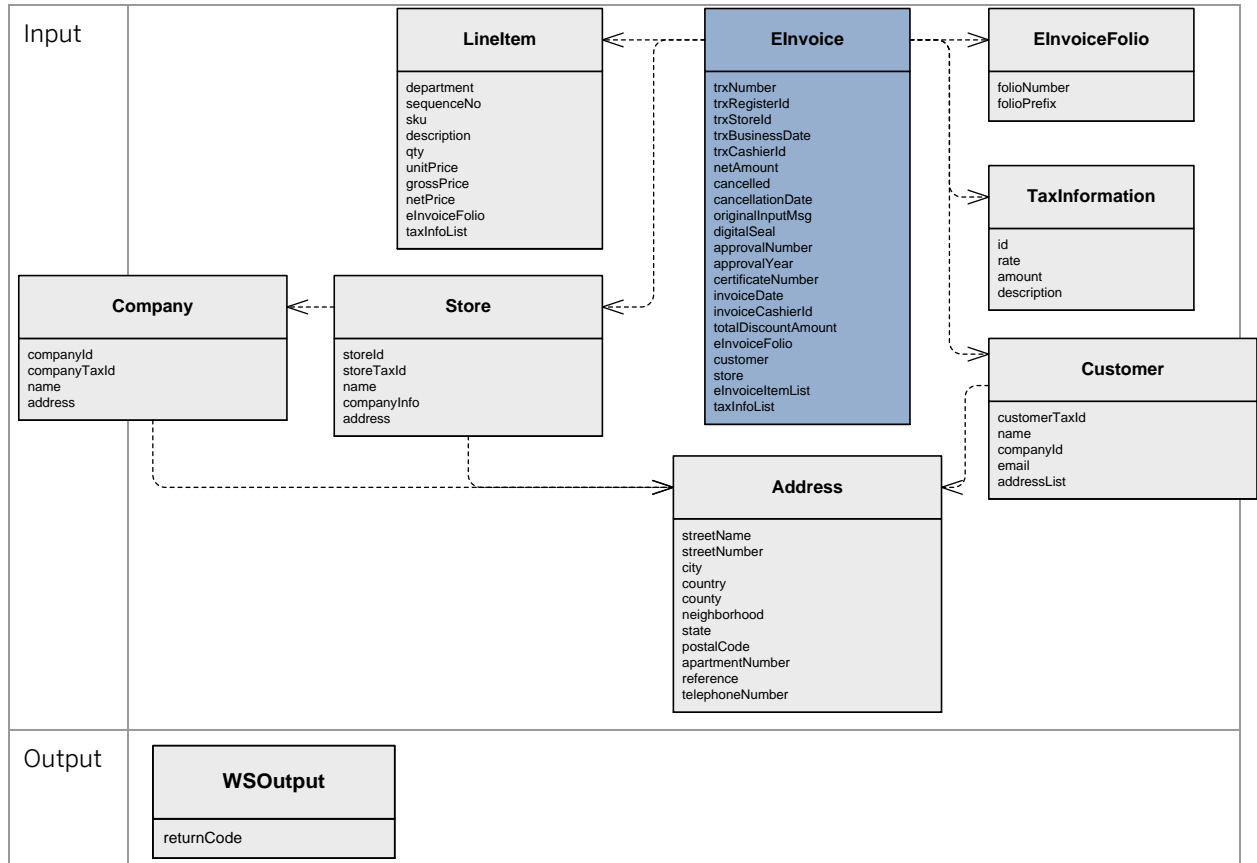 Input
LineItem
department
sequenceNo
sku
description
qty
unitPrice
grossPrice
netPrice
eInvoiceFolio
taxInfoList
EInvoice
trxNumber
trxRegisterId
trxStoreId
trxBusinessDate
trxCashierId
netAmount
cancelled
cancellationDate
originalInputMsg
digitalSeal
approvalNumber
approvalYear
certificateNumber
invoiceDate
invoiceCashierId
totalDiscountAmount
eInvoiceFolio
customer
store
eInvoiceItemList
taxInfoList
EInvoiceFolio
folioNumber
folioPrefix
TaxInformation
id
rate
amount
description
Company
companyId
companyTaxId
name
address
Store
storeId
storeTaxId
name
companyInfo
address
Customer
customerTaxId
name
companyId
email
addressList
Address
streetName
streetNumber
city
country
county
neighborhood
state
postalCode
apartmentNumber
reference
telephoneNumber
Output
WSOutput
returnCode